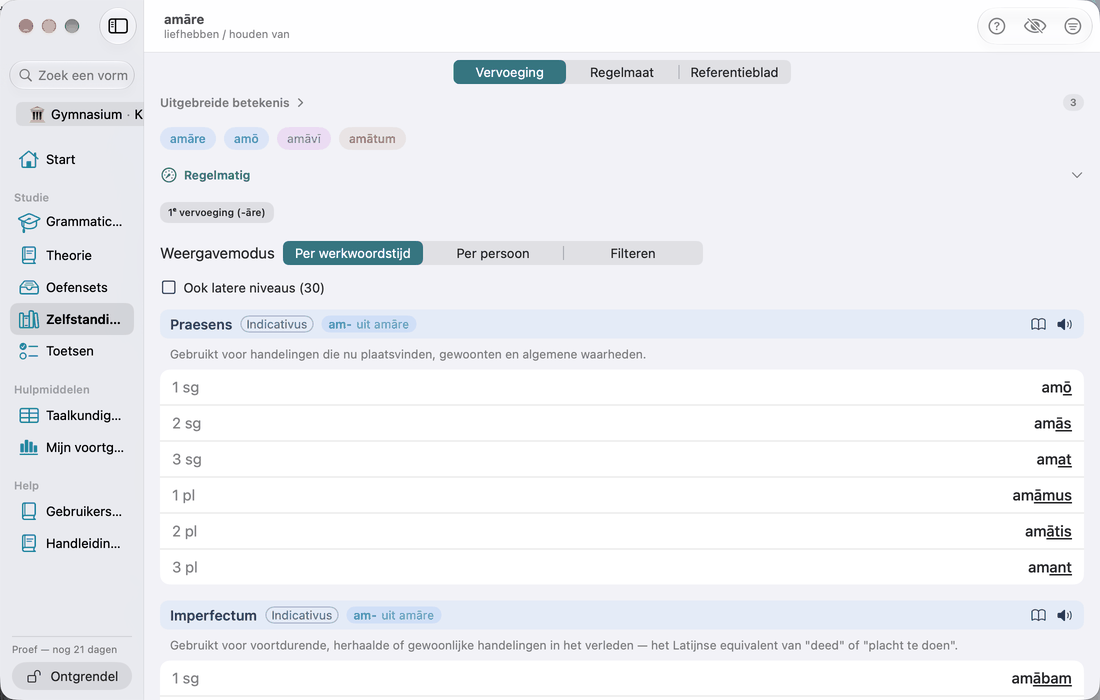 amāre
liefhebben / houden van
Zoek een vorm
Gymnasium · K
Start
Studie
Grammatic...
Theorie
Oefensets
Zelfstandi...
Toetsen
Hulpmiddelen
Taalkundig...
Mijn voortg...
Help
Gebruikers...
Handleidin...
Proef — nog 21 dagen
Ontgrendel
Vervoeging Regelmaat Referentieblad
Uitgebreide betekenis 3
amāre amō amāvī amātum
Regelmatig
1ᵉ vervoeging (-āre)
Weergavemodus Per werkwoordstijd Per persoon Filteren
Ook latere niveaus (30)
Praesens Indicativus am- uit amāre
Gebruikt voor handelingen die nu plaatsvinden, gewoonten en algemene waarheden.
1 sg amō
2 sg amās
3 sg amat
1 pl amāmus
2 pl amātis
3 pl amant
Imperfectum Indicativus am- uit amāre
Gebruikt voor voortdurende, herhaalde of gewoonlijke handelingen in het verleden — het Latijnse equivalent van "deed" of "placht te doen".
1 sg amābam